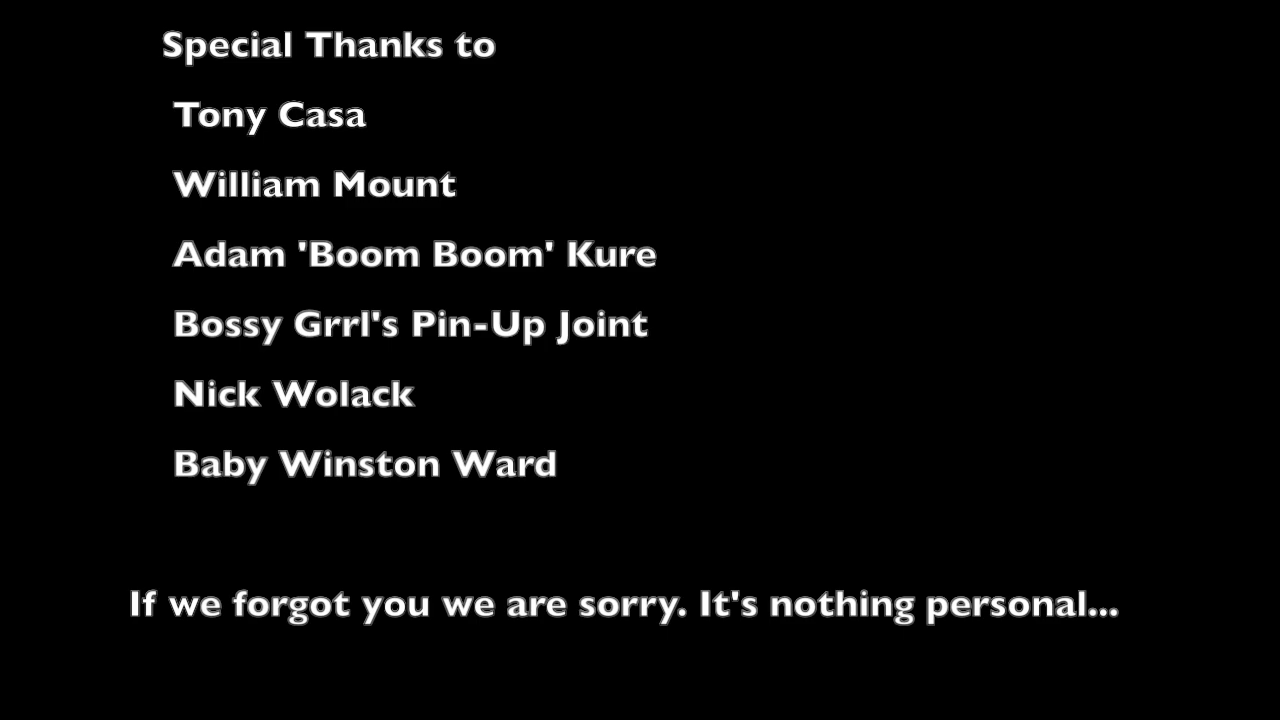 Special Thanks to
Tony Casa
William Mount
Adam 'Boom Boom' Kure
Bossy Grrl's Pin-Up Joint
Nick Wolack
Baby Winston Ward
If we forgot you we are sorry. It's nothing personal...